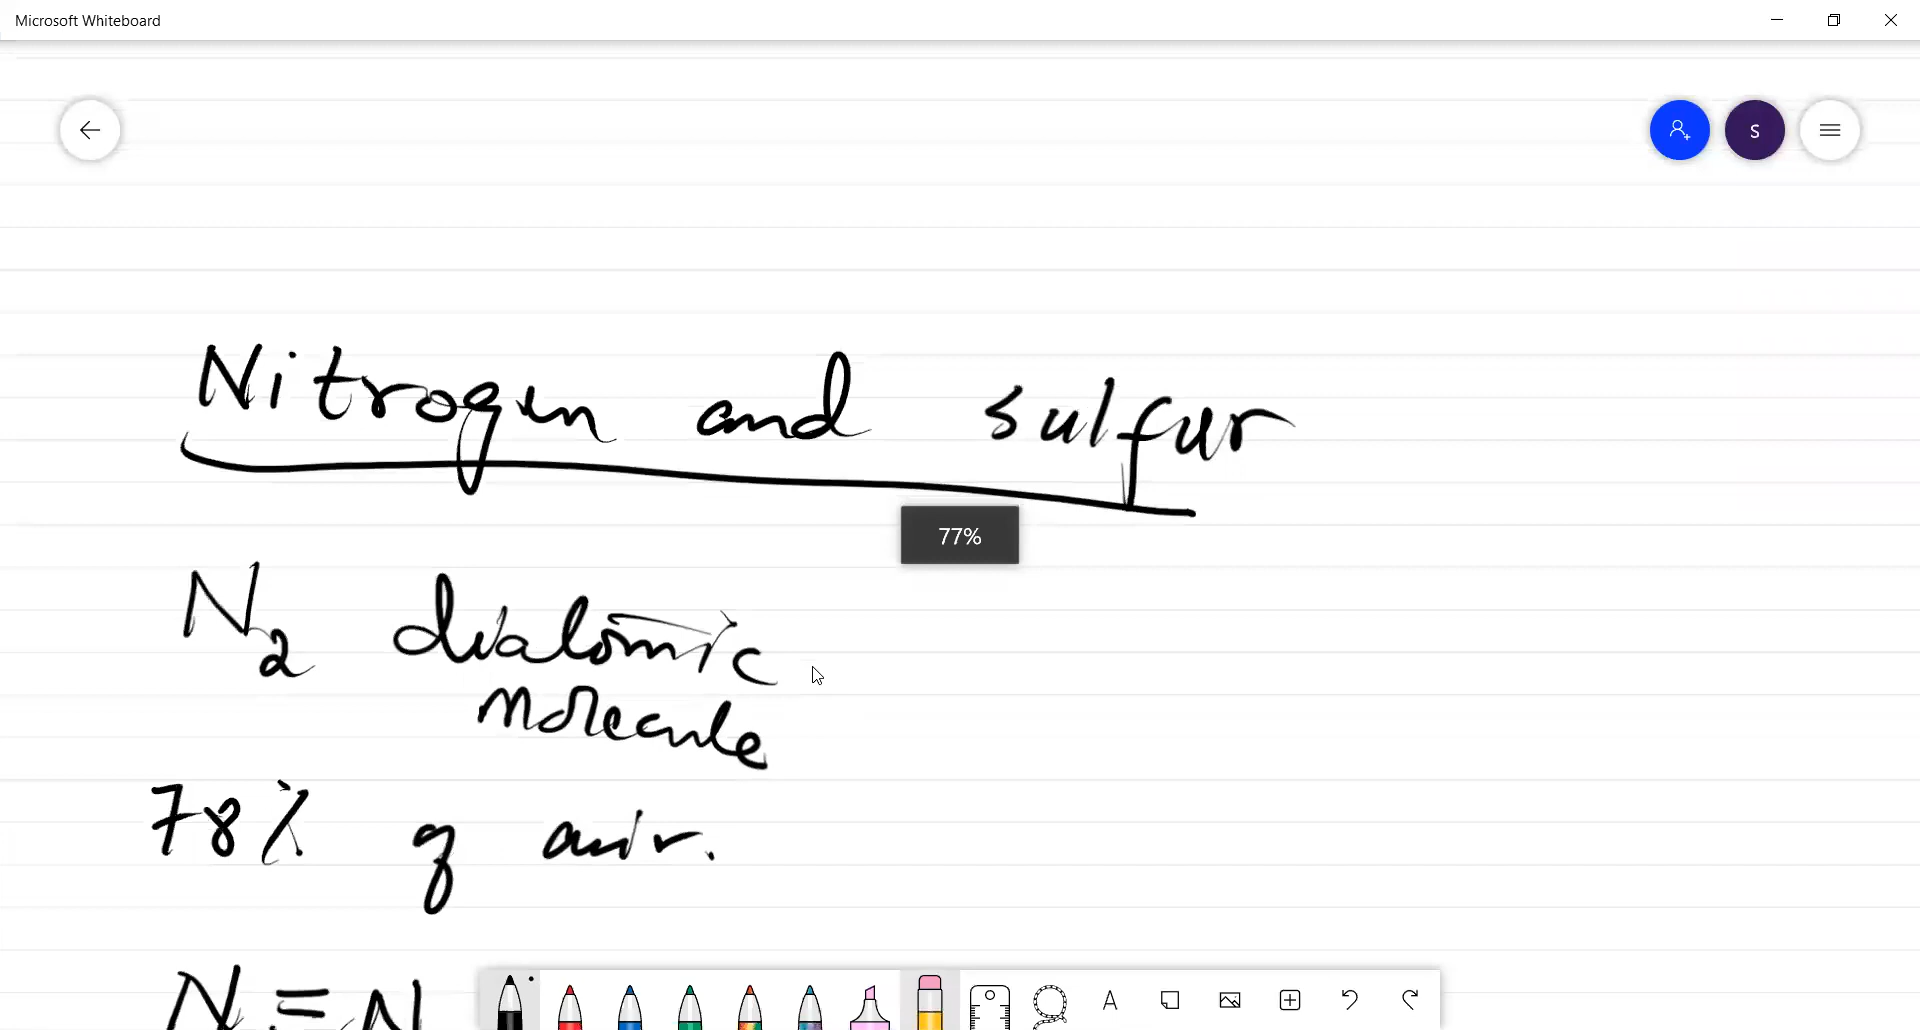 Microsoft Whiteboard
S
Nitrogen and sulfur
77%
N₂ diatomic
molecule
78% of air.
N≡N